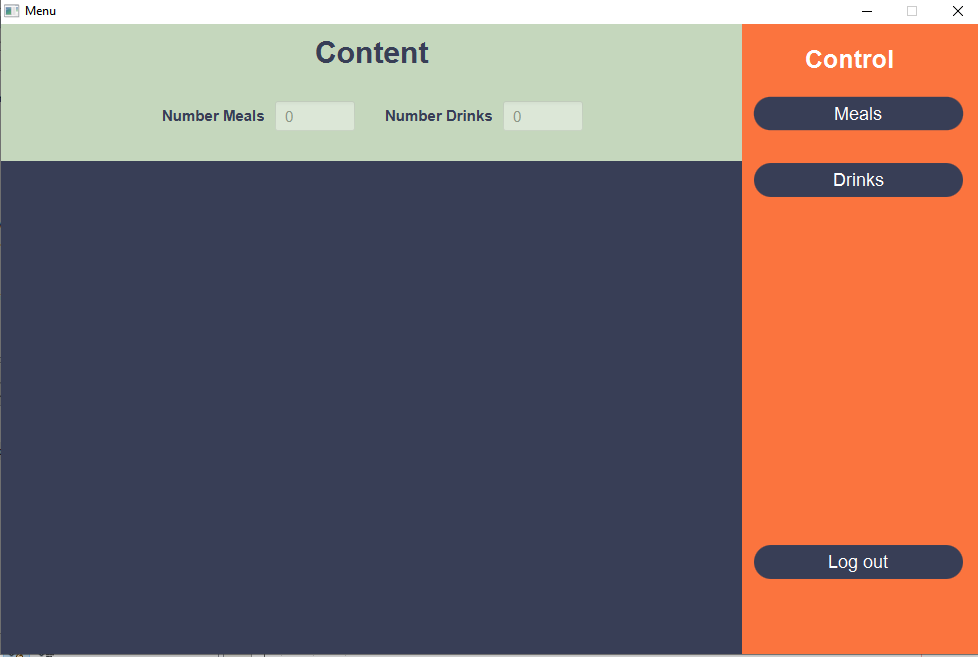 Menu
Content
Number Meals 0 Number Drinks 0
Control
Meals
Drinks
Log out